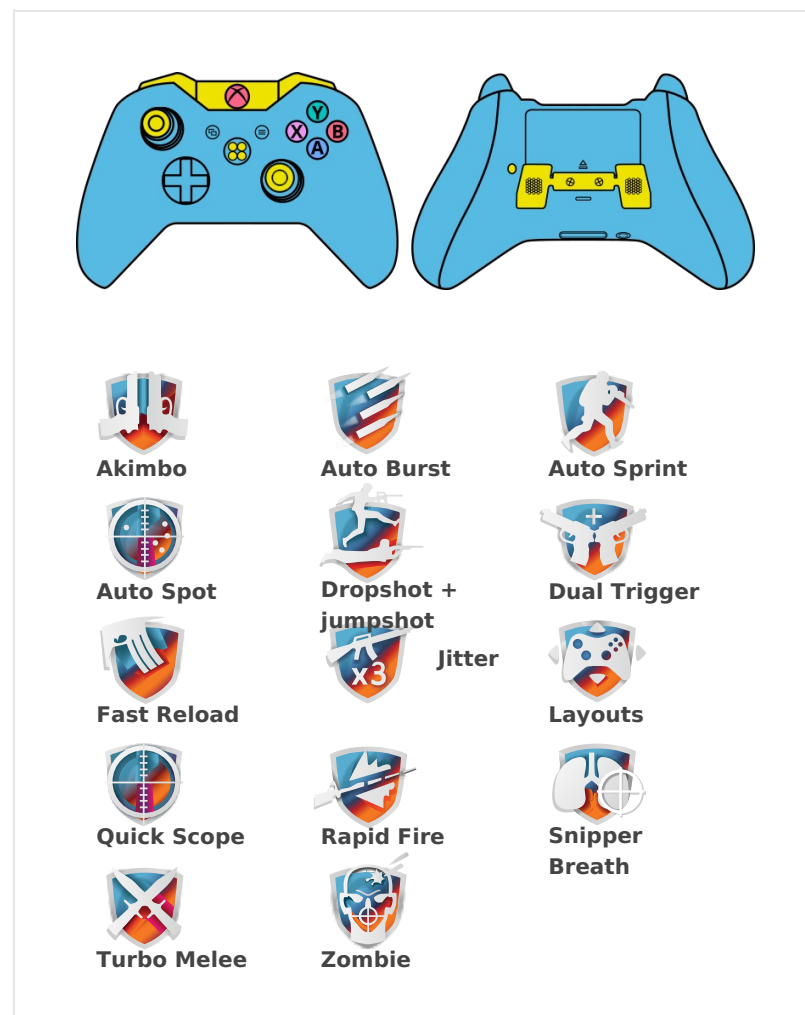 Y
X
B
A
Akimbo
Auto Burst
Auto Sprint
Auto Spot
Dropshot +
jumpshot
Dual Trigger
Fast Reload
x3
Jitter
Layouts
Quick Scope
Rapid Fire
Snipper
Breath
Turbo Melee
Zombie